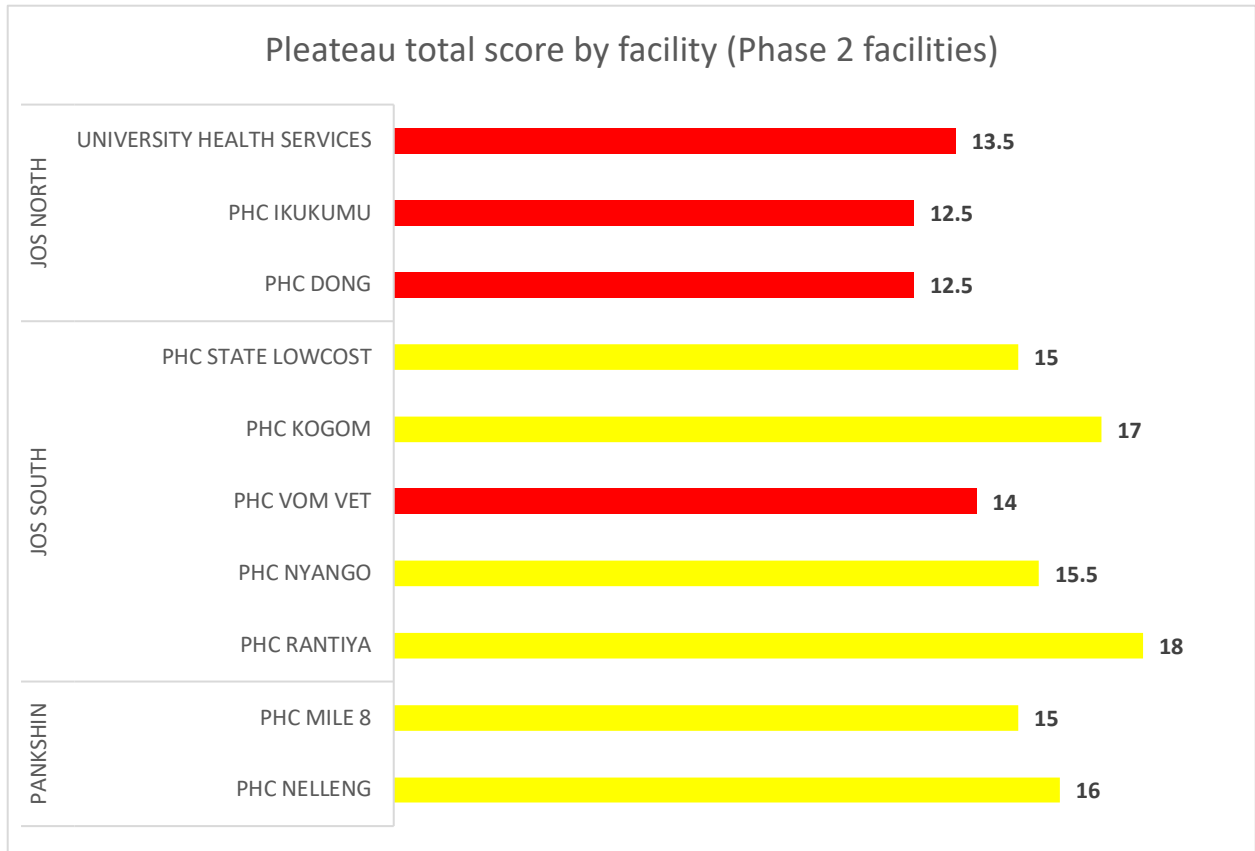 Pleateau total score by facility (Phase 2 facilities)
JOS NORTH
UNIVERSITY HEALTH SERVICES 13.5
PHC IKUKUMU 12.5
PHC DONG 12.5
JOS SOUTH
PHC STATE LOWCOST 15
PHC KOGOM 17
PHC VOM VET 14
PHC NYANGO 15.5
PHC RANTIYA 18
PANKSHIN
PHC MILE 8 15
PHC NELLENG 16